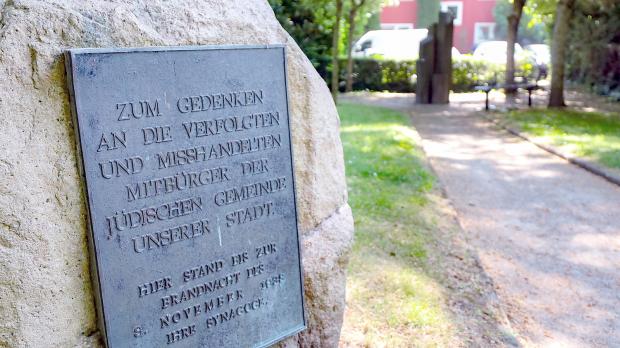 ZUM GEDENKEN
AN DIE VERFOLGTEN
UND MISSHANDELTEN
MITBÜRGER DER
JÜDISCHEN GEMEINDE
UNSERER STADT.
HIER STAND BIS ZUR
BRANDNACHT DES
9. NOVEMBER 1938
IHRE SYNAGOGE.